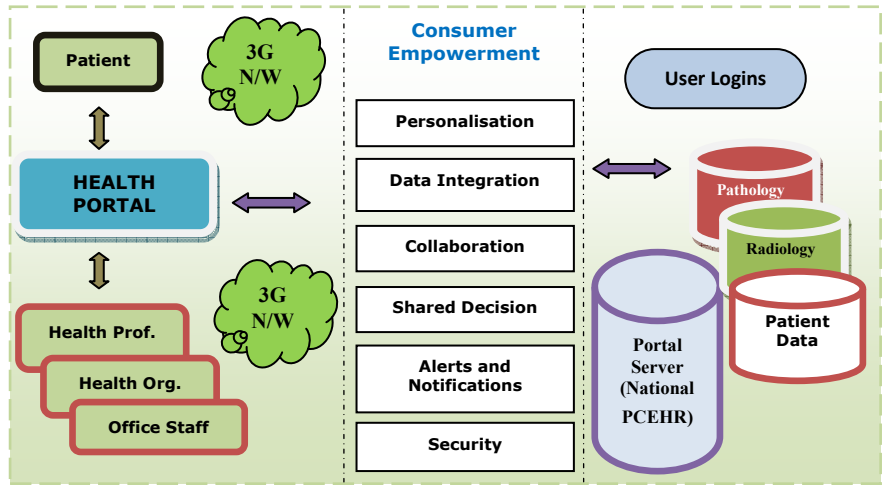 Patient
3G
N/W
HEALTH
PORTAL
3G
N/W
Health Prof.
Health Org.
Office Staff
Consumer
Empowerment
Personalisation
Data Integration
Collaboration
Shared Decision
Alerts and
Notifications
Security
User Logins
Pathology
Radiology
Patient
Data
Portal
Server
(National
PCEHR)